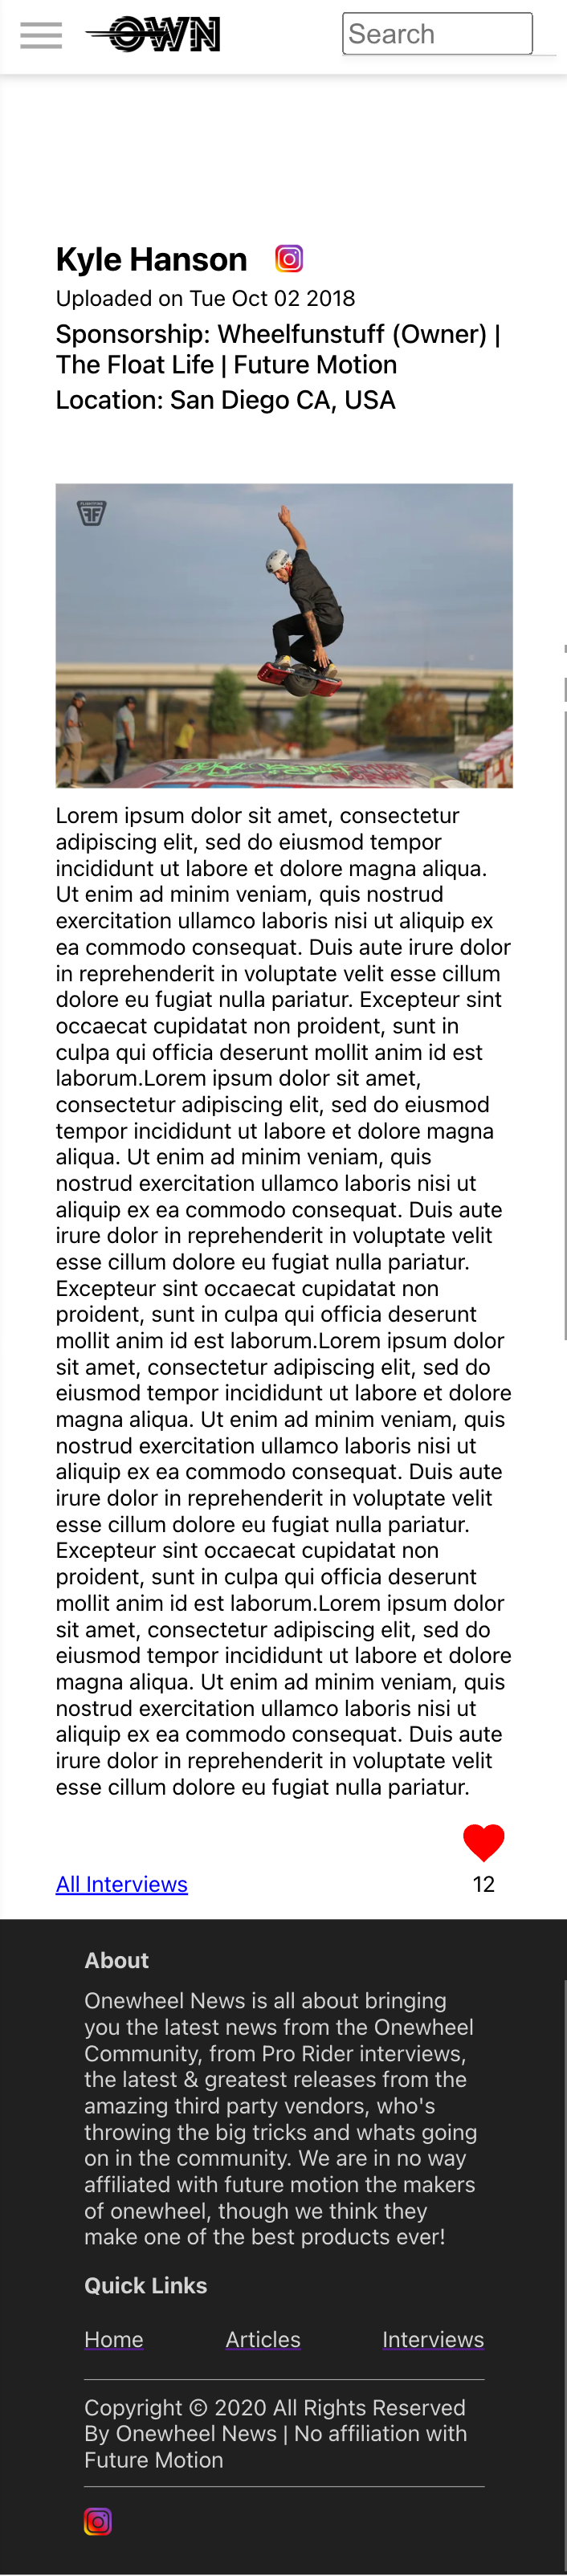 OWN
Search
Kyle Hanson
Uploaded on Tue Oct 02 2018
Sponsorship: Wheelfunstuff (Owner) |
The Float Life | Future Motion
Location: San Diego CA, USA
Lorem ipsum dolor sit amet, consectetur
adipiscing elit, sed do eiusmod tempor
incididunt ut labore et dolore magna aliqua.
Ut enim ad minim veniam, quis nostrud
exercitation ullamco laboris nisi ut aliquip ex
ea commodo consequat. Duis aute irure dolor
in reprehenderit in voluptate velit esse cillum
dolore eu fugiat nulla pariatur. Excepteur sint
occaecat cupidatat non proident, sunt in
culpa qui officia deserunt mollit anim id est
laborum.Lorem ipsum dolor sit amet,
consectetur adipiscing elit, sed do eiusmod
tempor incididunt ut labore et dolore magna
aliqua. Ut enim ad minim veniam, quis
nostrud exercitation ullamco laboris nisi ut
aliquip ex ea commodo consequat. Duis aute
irure dolor in reprehenderit in voluptate velit
esse cillum dolore eu fugiat nulla pariatur.
Excepteur sint occaecat cupidatat non
proident, sunt in culpa qui officia deserunt
mollit anim id est laborum.Lorem ipsum dolor
sit amet, consectetur adipiscing elit, sed do
eiusmod tempor incididunt ut labore et dolore
magna aliqua. Ut enim ad minim veniam, quis
nostrud exercitation ullamco laboris nisi ut
aliquip ex ea commodo consequat. Duis aute
irure dolor in reprehenderit in voluptate velit
esse cillum dolore eu fugiat nulla pariatur.
Excepteur sint occaecat cupidatat non
proident, sunt in culpa qui officia deserunt
mollit anim id est laborum.Lorem ipsum dolor
sit amet, consectetur adipiscing elit, sed do
eiusmod tempor incididunt ut labore et dolore
magna aliqua. Ut enim ad minim veniam, quis
nostrud exercitation ullamco laboris nisi ut
aliquip ex ea commodo consequat. Duis aute
irure dolor in reprehenderit in voluptate velit
esse cillum dolore eu fugiat nulla pariatur.
All Interviews
12
About
Onewheel News is all about bringing
you the latest news from the Onewheel
Community, from Pro Rider interviews,
the latest & greatest releases from the
amazing third party vendors, who's
throwing the big tricks and whats going
on in the community. We are in no way
affiliated with future motion the makers
of onewheel, though we think they
make one of the best products ever!
Quick Links
Home Articles Interviews
Copyright © 2020 All Rights Reserved
By Onewheel News | No affiliation with
Future Motion